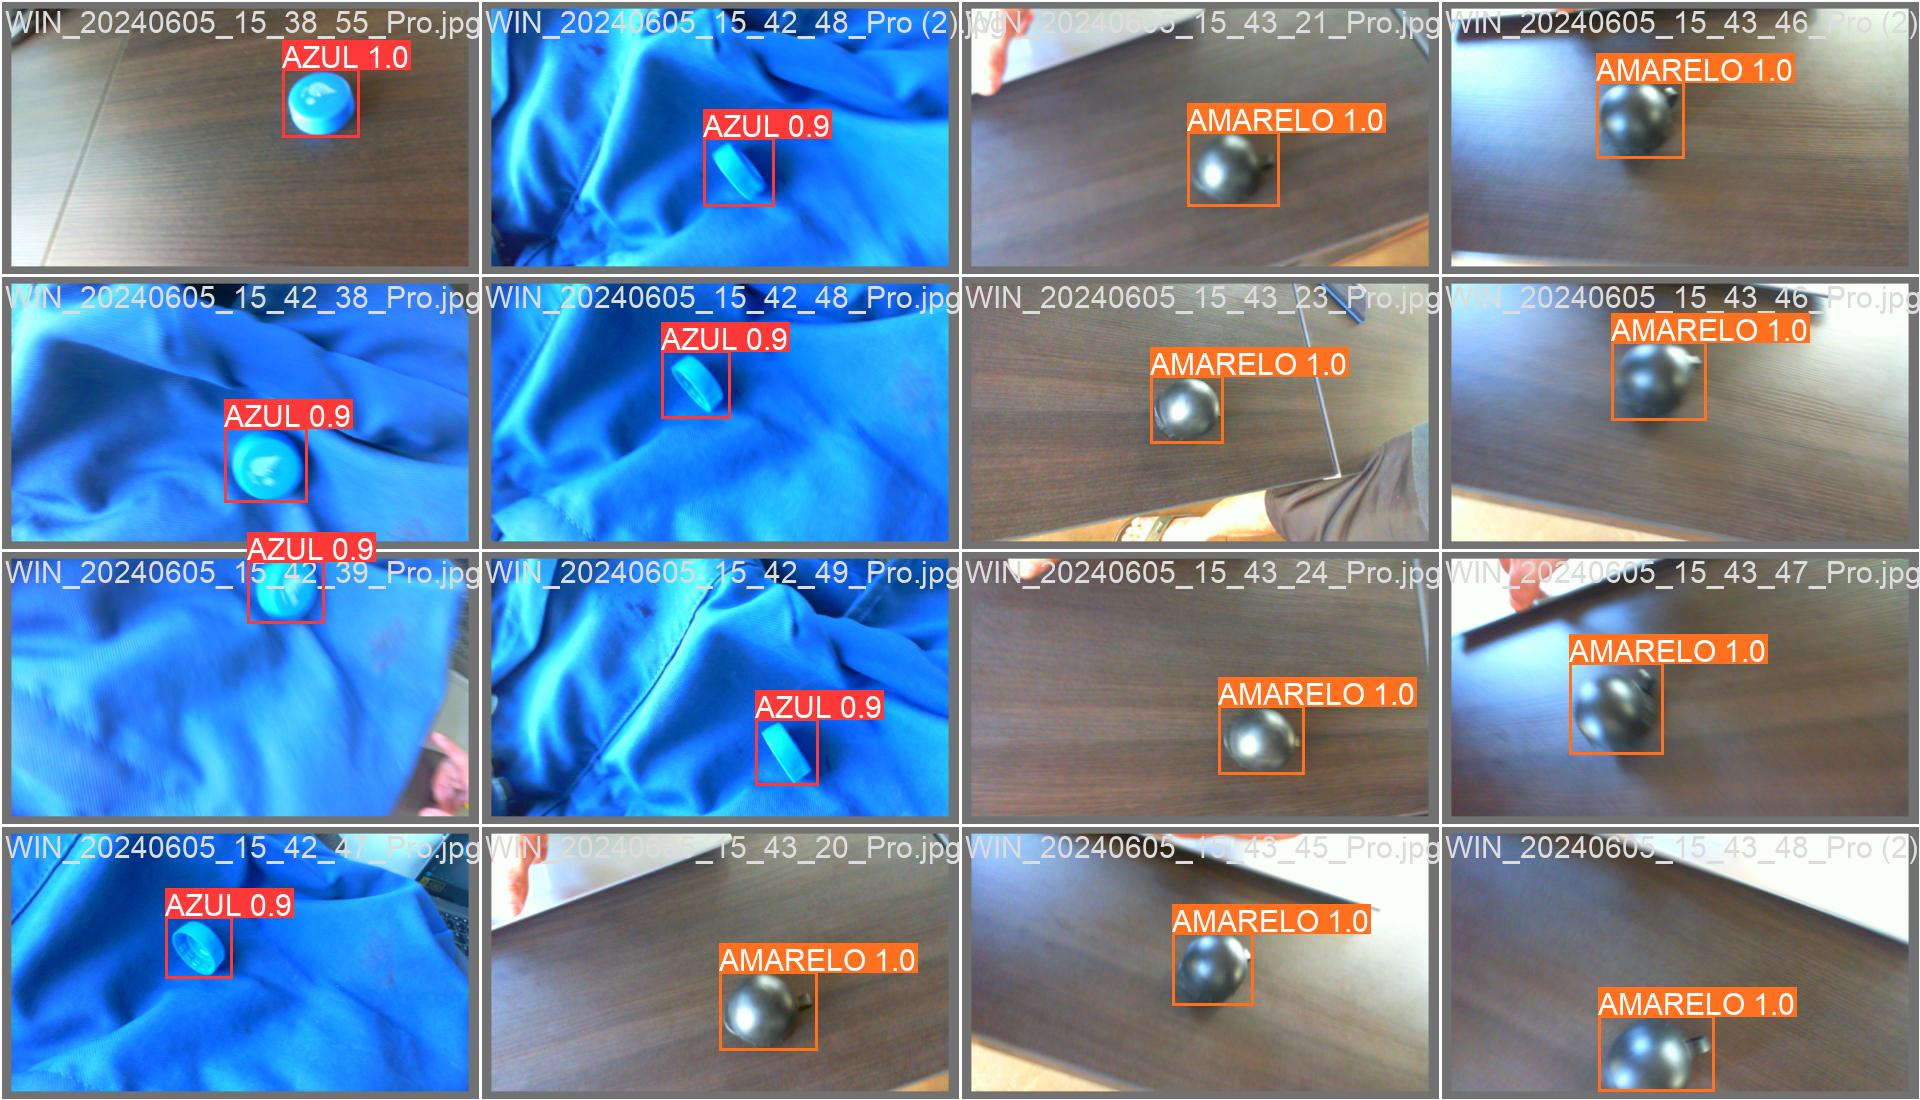 WIN_20240605_15_38_55_Pro.jpg
AZUL 1.0
WIN_20240605_15_42_48_Pro (2).jpg
AZUL 0.9
WIN_20240605_15_43_21_Pro.jpg
AMARELO 1.0
WIN_20240605_15_43_46_Pro (2)
AMARELO 1.0
WIN_20240605_15_42_38_Pro.jpg
AZUL 0.9
WIN_20240605_15_42_48_Pro.jpg
AZUL 0.9
WIN_20240605_15_43_23_Pro.jpg
AMARELO 1.0
WIN_20240605_15_43_46_Pro.jpg
AMARELO 1.0
AZUL 0.9
WIN_20240605_15_42_39_Pro.jpg
WIN_20240605_15_42_49_Pro.jpg
AZUL 0.9
WIN_20240605_15_43_24_Pro.jpg
AMARELO 1.0
WIN_20240605_15_43_47_Pro.jpg
AMARELO 1.0
WIN_20240605_15_42_47_Pro.jpg
AZUL 0.9
WIN_20240605_15_43_20_Pro.jpg
AMARELO 1.0
WIN_20240605_15_43_45_Pro.jpg
AMARELO 1.0
WIN_20240605_15_43_48_Pro (2)
AMARELO 1.0